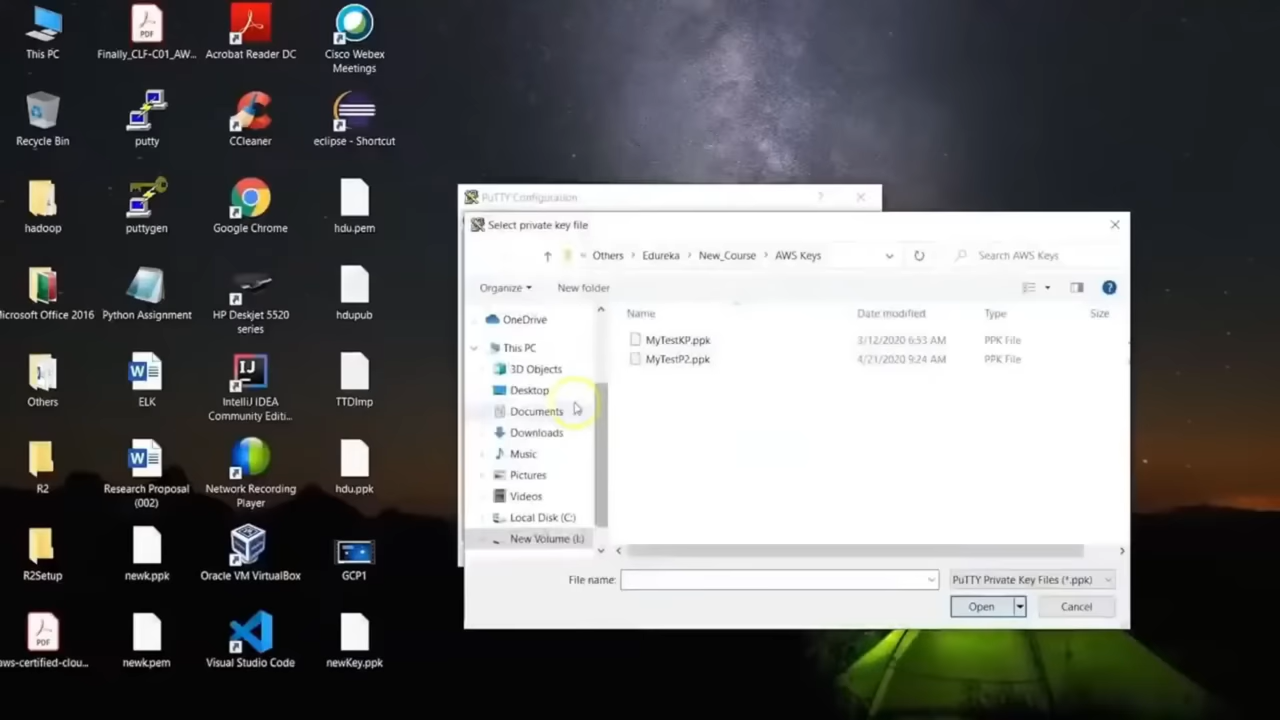 This PC
Finally_CLF-C01_AW...
Acrobat Reader DC
Cisco Webex
Meetings
Recycle Bin
putty
CCleaner
eclipse - Shortcut
hadoop
puttygen
Google Chrome
hdu.pem
Microsoft Office 2016
Python Assignment
HP Deskjet 5520
series
hdupub
Others
ELK
IntelliJ IDEA
Community Editi...
TTDImp
R2
Research Proposal
(002)
Network Recording
Player
hdu.ppk
R2Setup
newk.ppk
Oracle VM VirtualBox
GCP1
aws-certified-clou...
newk.pem
Visual Studio Code
newKey.ppk
PuTTY Configuration
?
Select private key file
« Others > Edureka > New_Course > AWS Keys
Search AWS Keys
Organize
New folder
?
OneDrive
This PC
3D Objects
Desktop
Documents
Downloads
Music
Pictures
Videos
Local Disk (C:)
New Volume (I:)
Name Date modified Type Size
MyTestKP.ppk 3/12/2020 6:53 AM PPK File
MyTestP2.ppk 4/21/2020 9:24 AM PPK File
File name:
PuTTY Private Key Files (*.ppk)
Open
Cancel